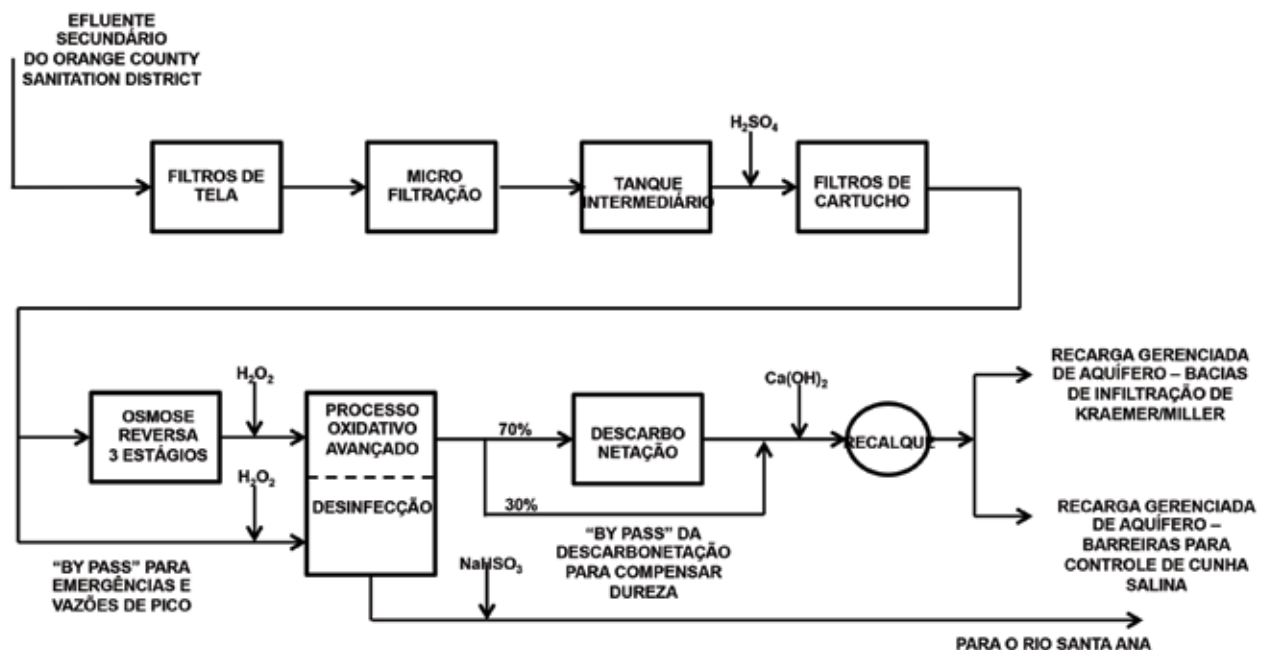 EFLUENTE
SECUNDÁRIO
DO ORANGE COUNTY
SANITATION DISTRICT
H₂SO₄
FILTROS DE
TELA
MICRO
FILTRAÇÃO
TANQUE
INTERMEDIÁRIO
FILTROS DE
CARTUCHO
H₂O₂
OSMOSE
REVERSA
3 ESTÁGIOS
H₂O₂
PROCESSO
OXIDATIVO
AVANÇADO
DESINFECÇÃO
70%
30%
DESCARBO
NETAÇÃO
Ca(OH)₂
RECALQUE
RECARGA GERENCIADA
DE AQUÍFERO – BACIAS
DE INFILTRAÇÃO DE
KRAEMER/MILLER
RECARGA GERENCIADA
DE AQUÍFERO –
BARREIRAS PARA
CONTROLE DE CUNHA
SALINA
"BY PASS" PARA
EMERGÊNCIAS E
VAZÕES DE PICO
NaHSO₃
"BY PASS" DA
DESCARBONETAÇÃO
PARA COMPENSAR
DUREZA
PARA O RIO SANTA ANA